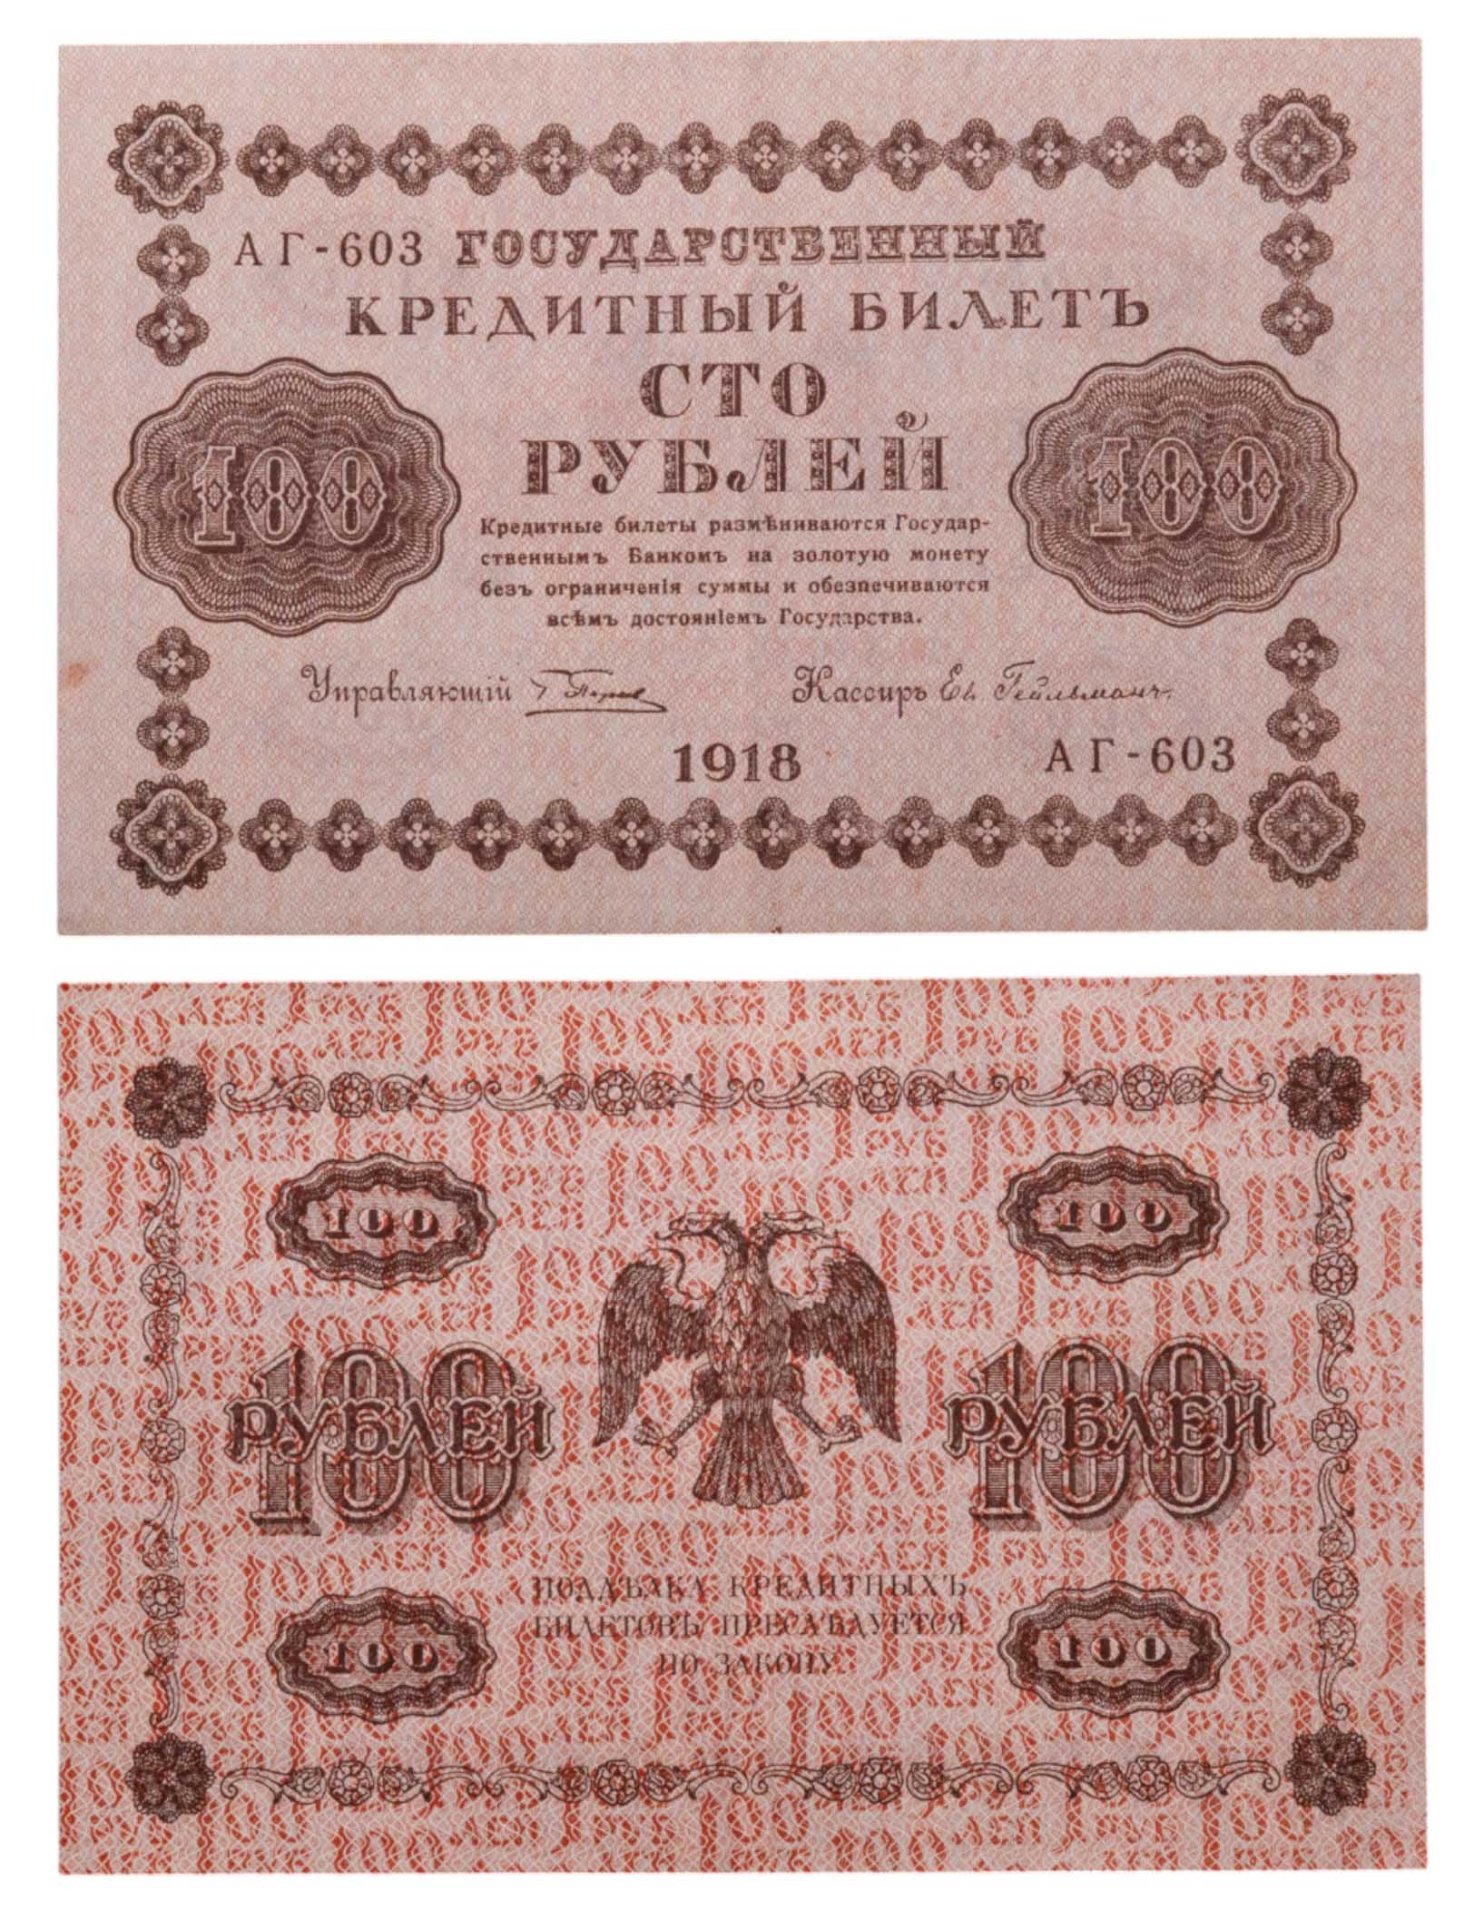 АГ-603 ГОСУДАРСТВЕННЫЙ
КРЕДИТНЫЙ БИЛЕТЪ
СТО
РУБЛЕЙ
100 100
Кредитные билеты размѣниваются Государ-
ственнымъ Банкомъ на золотую монету
безъ ограниченія суммы и обезпечиваются
всѣмъ достояніемъ Государства.
Управляющій Кассиръ Ев. Гейльманъ
1918 АГ-603
100 100
100 100
РУБЛЕЙ РУБЛЕЙ
ПОДДѢЛКА КРЕДИТНЫХЪ
БИЛЕТОВЪ ПРЕСЛѢДУЕТСЯ
ПО ЗАКОНУ.
100 100